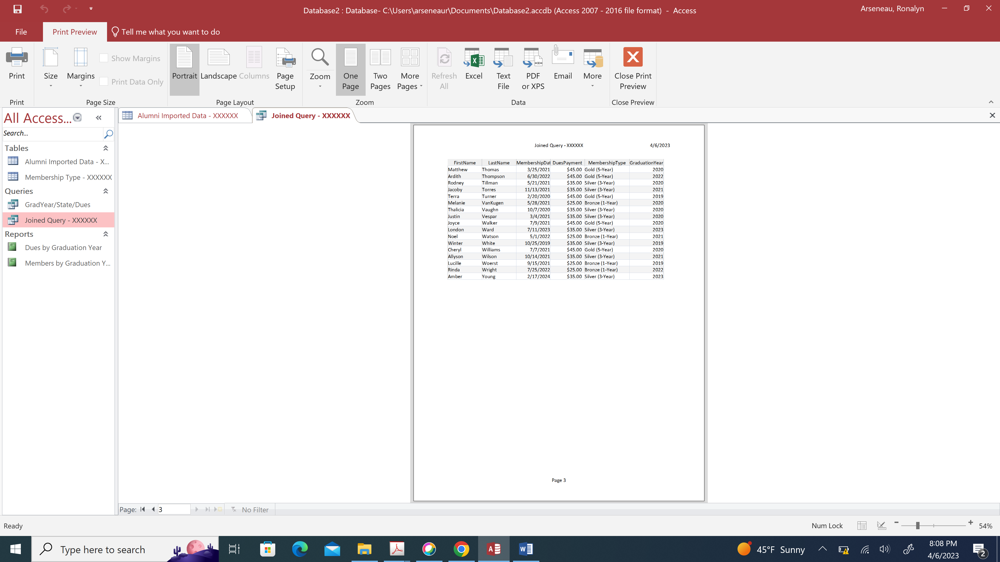 Database2 : Database- C:\Users\arseneaur\Documents\Database2.accdb (Access 2007 - 2016 file format) - Access
Arseneau, Ronalyn
File
Print Preview
Tell me what you want to do
Print
Size
Margins
Show Margins
Print Data Only
Portrait
Landscape
Columns
Page Setup
Zoom
One Page
Two Pages
More Pages
Refresh All
Excel
Text File
PDF or XPS
Email
More
Close Print Preview
Print
Page Size
Page Layout
Zoom
Data
Close Preview
All Access...
Search...
Tables
Alumni Imported Data - X...
Membership Type - XXXXXX
Queries
GradYear/State/Dues
Joined Query - XXXXXX
Reports
Dues by Graduation Year
Members by Graduation Y...
Alumni Imported Data - XXXXXX
Joined Query - XXXXXX
Joined Query - XXXXXX 4/6/2023
FirstName LastName MembershipDat DuesPayment MembershipType GraduationYear
Matthew Thomas 3/25/2021 $45.00 Gold (5-Year) 2020
Ardith Thompson 6/30/2022 $45.00 Gold (5-Year) 2022
Rodney Tillman 5/21/2021 $35.00 Silver (3-Year) 2020
Jacoby Torres 11/13/2021 $35.00 Silver (3-Year) 2021
Terra Turner 2/20/2020 $45.00 Gold (5-Year) 2019
Melanie VanKugen 5/28/2021 $25.00 Bronze (1-Year) 2020
Thalicia Vaughn 10/7/2020 $35.00 Silver (3-Year) 2020
Justin Vespar 3/4/2021 $35.00 Silver (3-Year) 2020
Joyce Walker 7/9/2021 $45.00 Gold (5-Year) 2020
London Ward 7/11/2023 $35.00 Silver (3-Year) 2023
Noel Watson 5/1/2022 $25.00 Bronze (1-Year) 2021
Winter White 10/25/2019 $35.00 Silver (3-Year) 2019
Cheryl Williams 7/7/2021 $45.00 Gold (5-Year) 2020
Allyson Wilson 10/14/2021 $35.00 Silver (3-Year) 2021
Lucille Woerst 9/15/2021 $25.00 Bronze (1-Year) 2019
Rinda Wright 7/25/2022 $25.00 Bronze (1-Year) 2022
Amber Young 2/17/2024 $35.00 Silver (3-Year) 2023
Page 3
Page: 3 No Filter
Ready
Num Lock
54%
Type here to search
45°F Sunny
8:08 PM
4/6/2023
2